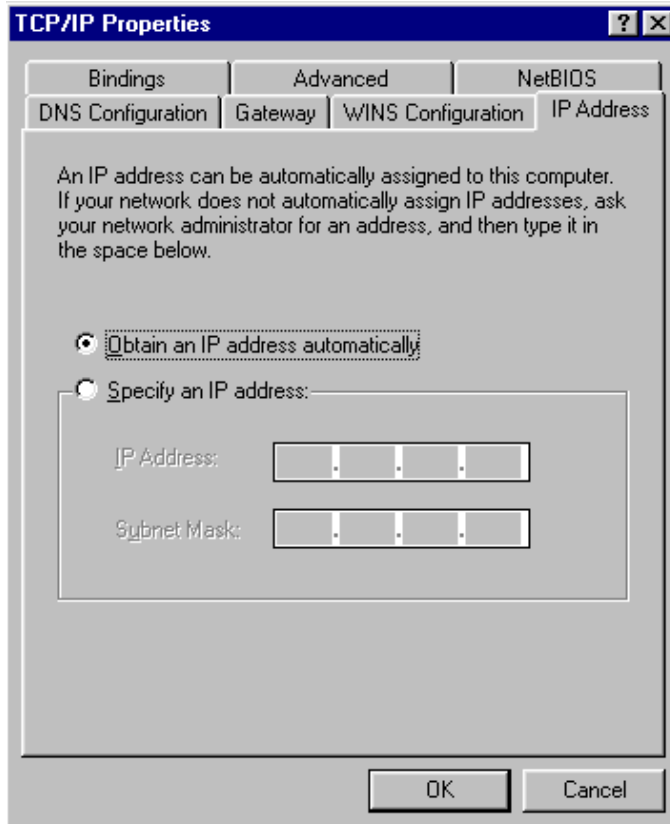 TCP/IP Properties
? X
Bindings Advanced NetBIOS
DNS Configuration Gateway WINS Configuration IP Address
An IP address can be automatically assigned to this computer.
If your network does not automatically assign IP addresses, ask
your network administrator for an address, and then type it in
the space below.
Obtain an IP address automatically
Specify an IP address:
IP Address:
. . .
Subnet Mask:
. . .
OK Cancel